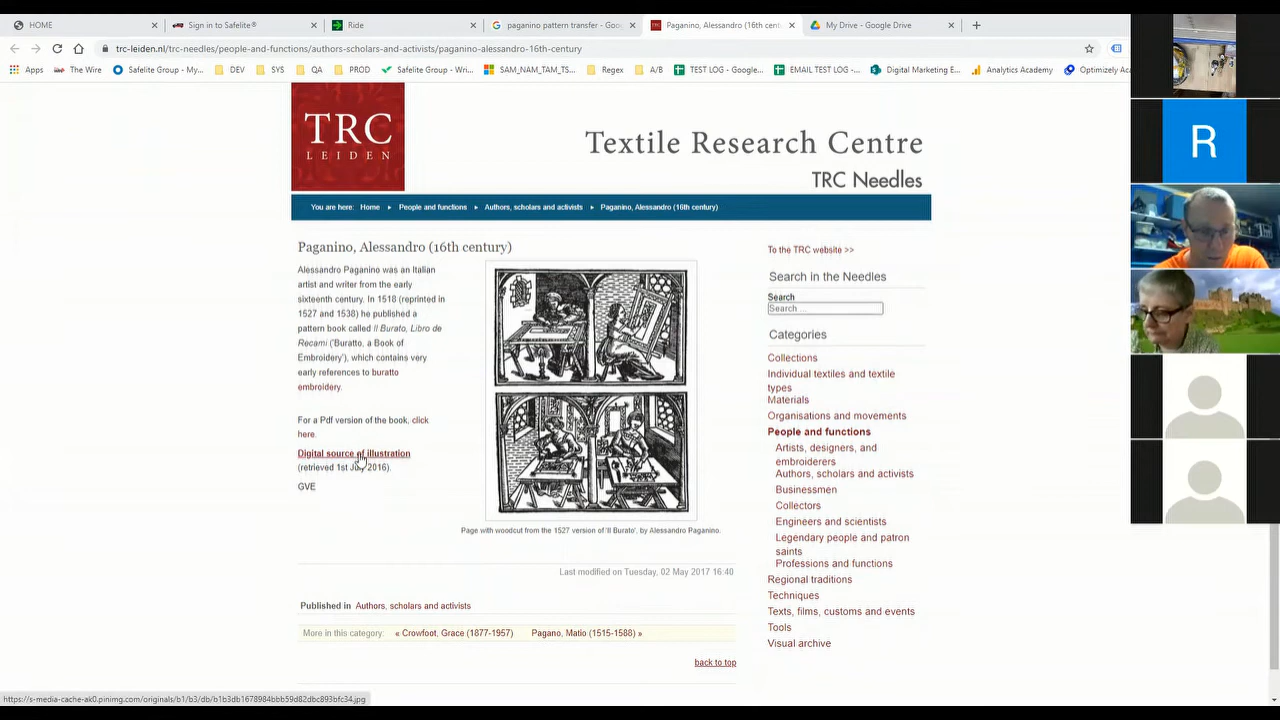 HOME
Sign in to Safelite®
Ride
paganino pattern transfer - Goo
Paganino, Alessandro (16th cent
My Drive - Google Drive
trc-leiden.nl/trc-needles/people-and-functions/authors-scholars-and-activists/paganino-alessandro-16th-century
Apps
The Wire
Safelite Group - My...
DEV
SYS
QA
PROD
Safelite Group - Wri...
SAM_NAM_TAM_TS...
Regex
A/B
TEST LOG - Google...
EMAIL TEST LOG -...
Digital Marketing E...
Analytics Academy
Optimizely Aca
TRC
LEIDEN
Textile Research Centre
TRC Needles
You are here: Home People and functions Authors, scholars and activists Paganino, Alessandro (16th century)
Paganino, Alessandro (16th century)
Alessandro Paganino was an Italian
artist and writer from the early
sixteenth century. In 1518 (reprinted in
1527 and 1538) he published a
pattern book called Il Burato, Libro de
Recami ('Buratto, a Book of
Embroidery'), which contains very
early references to buratto
embroidery.
For a Pdf version of the book, click
here.
Digital source of illustration
(retrieved 1st July 2016).
GVE
Page with woodcut from the 1527 version of 'Il Burato', by Alessandro Paganino.
Last modified on Tuesday, 02 May 2017 16:40
Published in Authors, scholars and activists
More in this category: « Crowfoot, Grace (1877-1957) Pagano, Matio (1515-1588) »
back to top
To the TRC website >>
Search in the Needles
Search
Search ...
Categories
Collections
Individual textiles and textile
types
Materials
Organisations and movements
People and functions
Artists, designers, and
embroiderers
Authors, scholars and activists
Businessmen
Collectors
Engineers and scientists
Legendary people and patron
saints
Professions and functions
Regional traditions
Techniques
Texts, films, customs and events
Tools
Visual archive
R
https://s-media-cache-ak0.pinimg.com/originals/b1/b3/db/b1b3db1678984bbb59d82dbc893bfc34.jpg